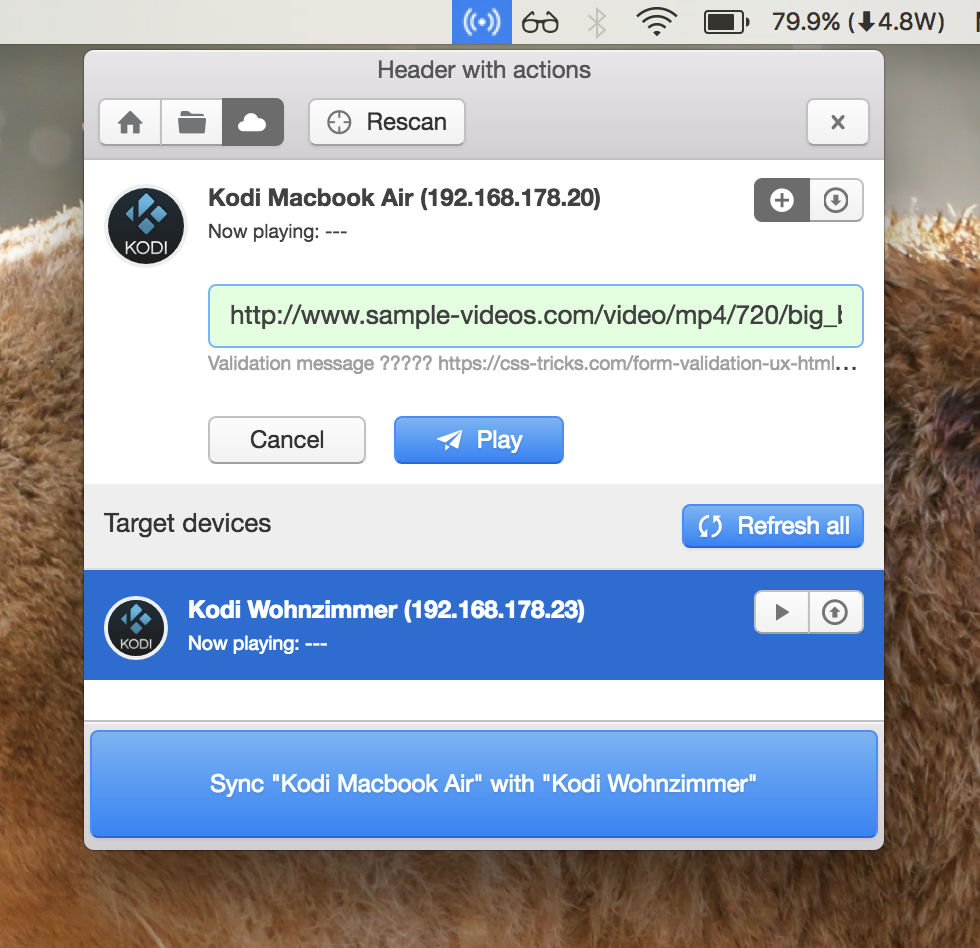 79.9% (⬇4.8W)
Header with actions
Rescan
Kodi Macbook Air (192.168.178.20)
Now playing: ---
KODI
http://www.sample-videos.com/video/mp4/720/big_
Validation message ????? https://css-tricks.com/form-validation-ux-html...
Cancel
Play
Target devices
Refresh all
Kodi Wohnzimmer (192.168.178.23)
Now playing: ---
KODI
Sync "Kodi Macbook Air" with "Kodi Wohnzimmer"